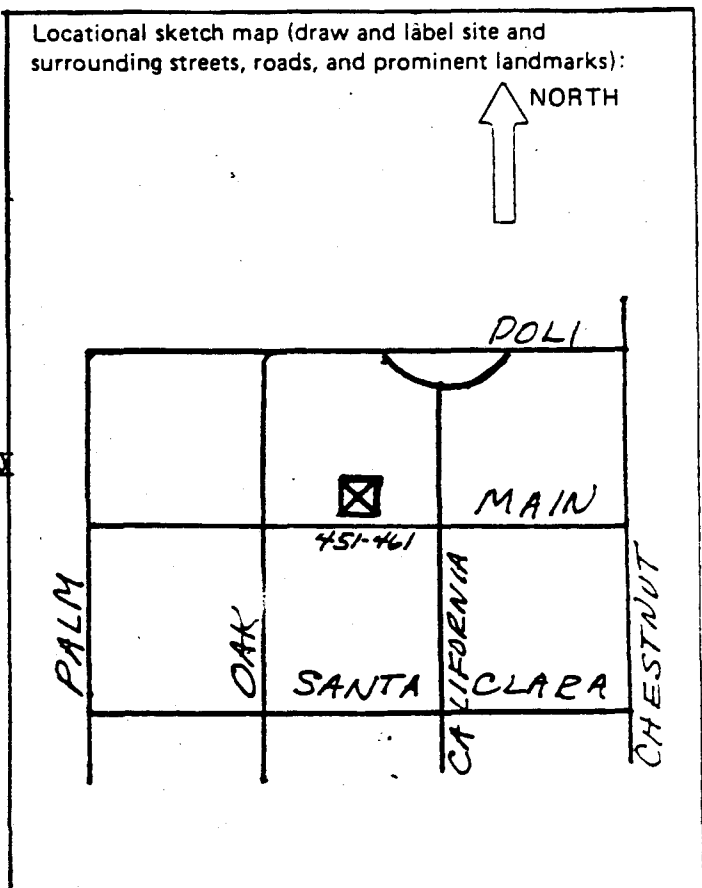 Locational sketch map (draw and label site and
surrounding streets, roads, and prominent landmarks):
NORTH
POLI
MAIN
451-461
PALM
OAK
SANTA CLARA
CALIFORNIA
CHESTNUT